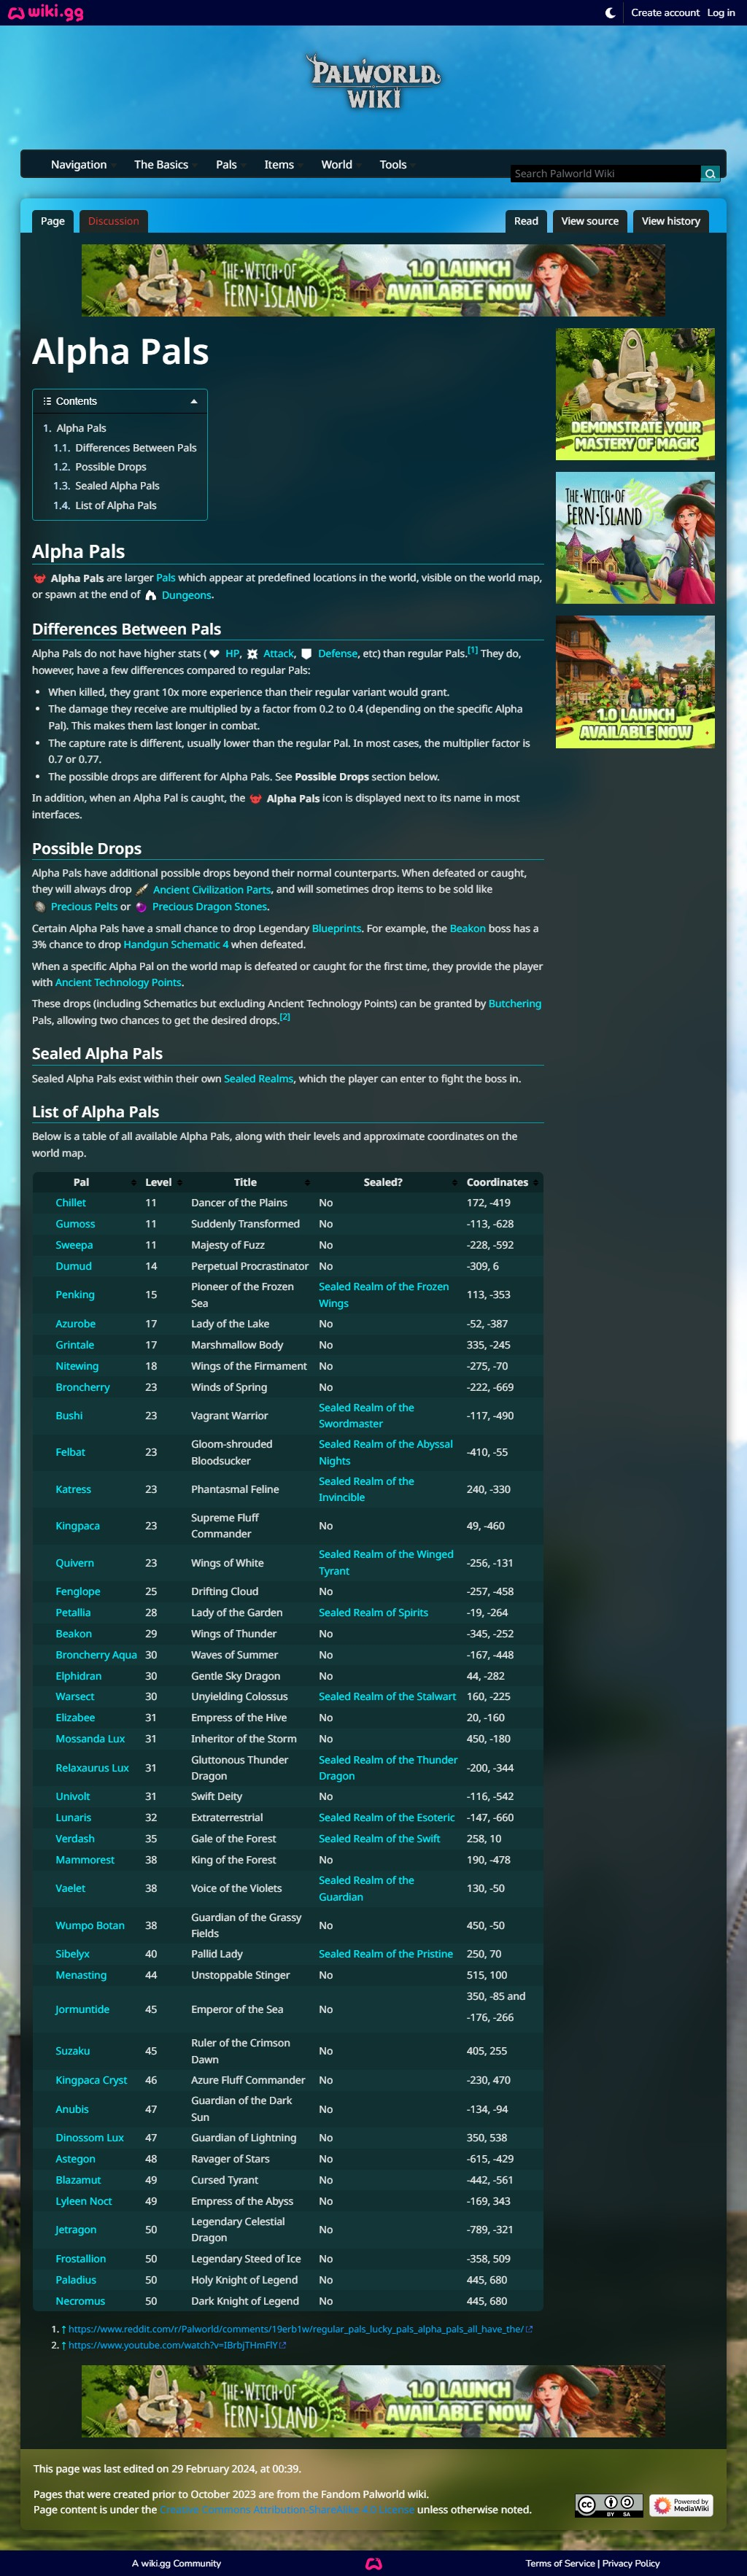 wiki.gg
Create account Log in
PALWORLD
WIKI
Navigation The Basics Pals Items World Tools
Search Palworld Wiki
Page Discussion Read View source View history
THE WITCH OF
FERN ISLAND
1.0 LAUNCH
AVAILABLE NOW
Alpha Pals
DEMONSTRATE YOUR
MASTERY OF MAGIC
THE WITCH OF
FERN ISLAND
1.0 LAUNCH
AVAILABLE NOW
Contents
1. Alpha Pals
1.1. Differences Between Pals
1.2. Possible Drops
1.3. Sealed Alpha Pals
1.4. List of Alpha Pals
Alpha Pals
Alpha Pals are larger Pals which appear at predefined locations in the world, visible on the world map,
or spawn at the end of Dungeons.
Differences Between Pals
Alpha Pals do not have higher stats ( HP, Attack, Defense, etc) than regular Pals.[1] They do,
however, have a few differences compared to regular Pals:
• When killed, they grant 10x more experience than their regular variant would grant.
• The damage they receive are multiplied by a factor from 0.2 to 0.4 (depending on the specific Alpha
Pal). This makes them last longer in combat.
• The capture rate is different, usually lower than the regular Pal. In most cases, the multiplier factor is
0.7 or 0.77.
• The possible drops are different for Alpha Pals. See Possible Drops section below.
In addition, when an Alpha Pal is caught, the Alpha Pals icon is displayed next to its name in most
interfaces.
Possible Drops
Alpha Pals have additional possible drops beyond their normal counterparts. When defeated or caught,
they will always drop Ancient Civilization Parts, and will sometimes drop items to be sold like
Precious Pelts or Precious Dragon Stones.
Certain Alpha Pals have a small chance to drop Legendary Blueprints. For example, the Beakon boss has a
3% chance to drop Handgun Schematic 4 when defeated.
When a specific Alpha Pal on the world map is defeated or caught for the first time, they provide the player
with Ancient Technology Points.
These drops (including Schematics but excluding Ancient Technology Points) can be granted by Butchering
Pals, allowing two chances to get the desired drops.[2]
Sealed Alpha Pals
Sealed Alpha Pals exist within their own Sealed Realms, which the player can enter to fight the boss in.
List of Alpha Pals
Below is a table of all available Alpha Pals, along with their levels and approximate coordinates on the
world map.
Pal Level Title Sealed? Coordinates
Chillet 11 Dancer of the Plains No 172, -419
Gumoss 11 Suddenly Transformed No -113, -628
Sweepa 11 Majesty of Fuzz No -228, -592
Dumud 14 Perpetual Procrastinator No -309, 6
Penking 15 Pioneer of the Frozen
Sea Sealed Realm of the Frozen
Wings 113, -353
Azurobe 17 Lady of the Lake No -52, -387
Grintale 17 Marshmallow Body No 335, -245
Nitewing 18 Wings of the Firmament No -275, -70
Broncherry 23 Winds of Spring No -222, -669
Bushi 23 Vagrant Warrior Sealed Realm of the
Swordmaster -117, -490
Felbat 23 Gloom-shrouded
Bloodsucker Sealed Realm of the Abyssal
Nights -410, -55
Katress 23 Phantasmal Feline Sealed Realm of the
Invincible 240, -330
Kingpaca 23 Supreme Fluff
Commander No 49, -460
Quivern 23 Wings of White Sealed Realm of the Winged
Tyrant -256, -131
Fenglope 25 Drifting Cloud No -257, -458
Petallia 28 Lady of the Garden Sealed Realm of Spirits -19, -264
Beakon 29 Wings of Thunder No -345, -252
Broncherry Aqua 30 Waves of Summer No -167, -448
Elphidran 30 Gentle Sky Dragon No 44, -282
Warsect 30 Unyielding Colossus Sealed Realm of the Stalwart 160, -225
Elizabee 31 Empress of the Hive No 20, -160
Mossanda Lux 31 Inheritor of the Storm No 450, -180
Relaxaurus Lux 31 Gluttonous Thunder
Dragon Sealed Realm of the Thunder
Dragon -200, -344
Univolt 31 Swift Deity No -116, -542
Lunaris 32 Extraterrestrial Sealed Realm of the Esoteric -147, -660
Verdash 35 Gale of the Forest Sealed Realm of the Swift 258, 10
Mammorest 38 King of the Forest No 190, -478
Vaelet 38 Voice of the Violets Sealed Realm of the
Guardian 130, -50
Wumpo Botan 38 Guardian of the Grassy
Fields No 450, -50
Sibelyx 40 Pallid Lady Sealed Realm of the Pristine 250, 70
Menasting 44 Unstoppable Stinger No 515, 100
Jormuntide 45 Emperor of the Sea No 350, -85 and
-176, -266
Suzaku 45 Ruler of the Crimson
Dawn No 405, 255
Kingpaca Cryst 46 Azure Fluff Commander No -230, 470
Anubis 47 Guardian of the Dark
Sun No -134, -94
Dinossom Lux 47 Guardian of Lightning No 350, 538
Astegon 48 Ravager of Stars No -615, -429
Blazamut 49 Cursed Tyrant No -442, -561
Lyleen Noct 49 Empress of the Abyss No -169, 343
Jetragon 50 Legendary Celestial
Dragon No -789, -321
Frostallion 50 Legendary Steed of Ice No -358, 509
Paladius 50 Holy Knight of Legend No 445, 680
Necromus 50 Dark Knight of Legend No 445, 680
1. ↑ https://www.reddit.com/r/Palworld/comments/19erb1w/regular_pals_lucky_pals_alpha_pals_all_have_the/
2. ↑ https://www.youtube.com/watch?v=IBrbjTHmFlY
THE WITCH OF
FERN ISLAND
1.0 LAUNCH
AVAILABLE NOW
This page was last edited on 29 February 2024, at 00:39.
Pages that were created prior to October 2023 are from the Fandom Palworld wiki.
Page content is under the Creative Commons Attribution-ShareAlike 4.0 License unless otherwise noted.
cc BY SA
Powered by
MediaWiki
A wiki.gg Community Terms of Service | Privacy Policy